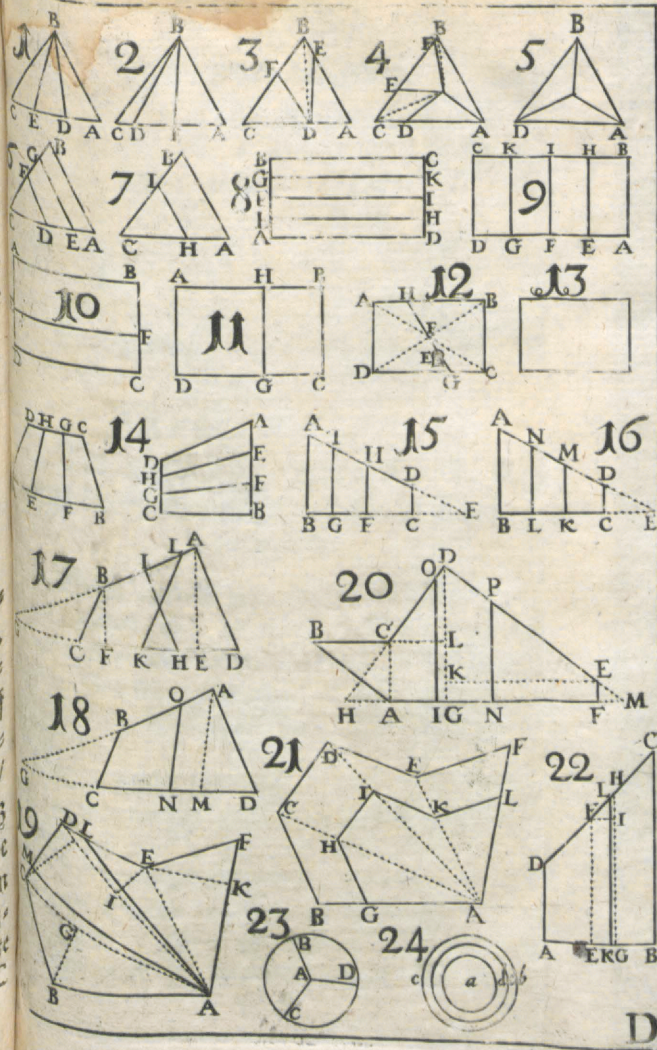 1 B 2 B 3 B E F 4 B F E 5 B
C E D A C D F A C D A C D A D A
6 G B F D E A 7 B L C H A 8 B G F L A C K I H D 9 C K I H B D G F E A
10 B F C 11 A H B D G C 12 A H B F E D G C 13
14 D H G C E F B D H G C A E F B 15 A I H D B G F C E 16 A N M D B L K C E
17 B I L A C F K H E D
20 O D P B C L K E H A I G N F M
18 B O A G C N M D
21 D E F C I K L H B G A
22 C H L F I D A E K G B
19 D L E F M K I G B A
23 B A D C 24 c a d e b
D